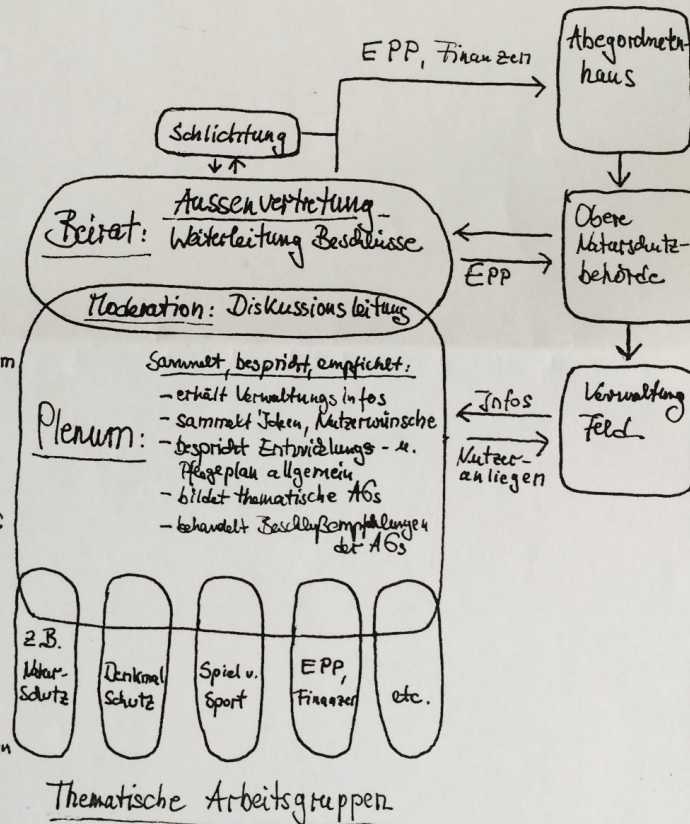 EPP, Finanzen
Abegordneten-
haus
Schlichtung
Beirat: Aussenvertretung
Weiterleitung Beschlüsse
EPP
Obere
Naturschutz-
behörde
Moderation: Diskussionsleitung
Plenum:
Sammelt, bespricht, empfiehlt:
- erhält Verwaltungsinfos
- sammelt Ideen, Nutzerwünsche
- bespricht Entwicklungs- u.
Pflegeplan allgemein
- bildet thematische AGs
- behandelt Beschlußempfehlungen
der AGs
Infos
Nutzer-
anliegen
Verwaltung
Feld
z.B.
Natur-
Schutz
Denkmal
Schutz
Spiel u.
Sport
EPP,
Finanzen
etc.
Thematische Arbeitsgruppen